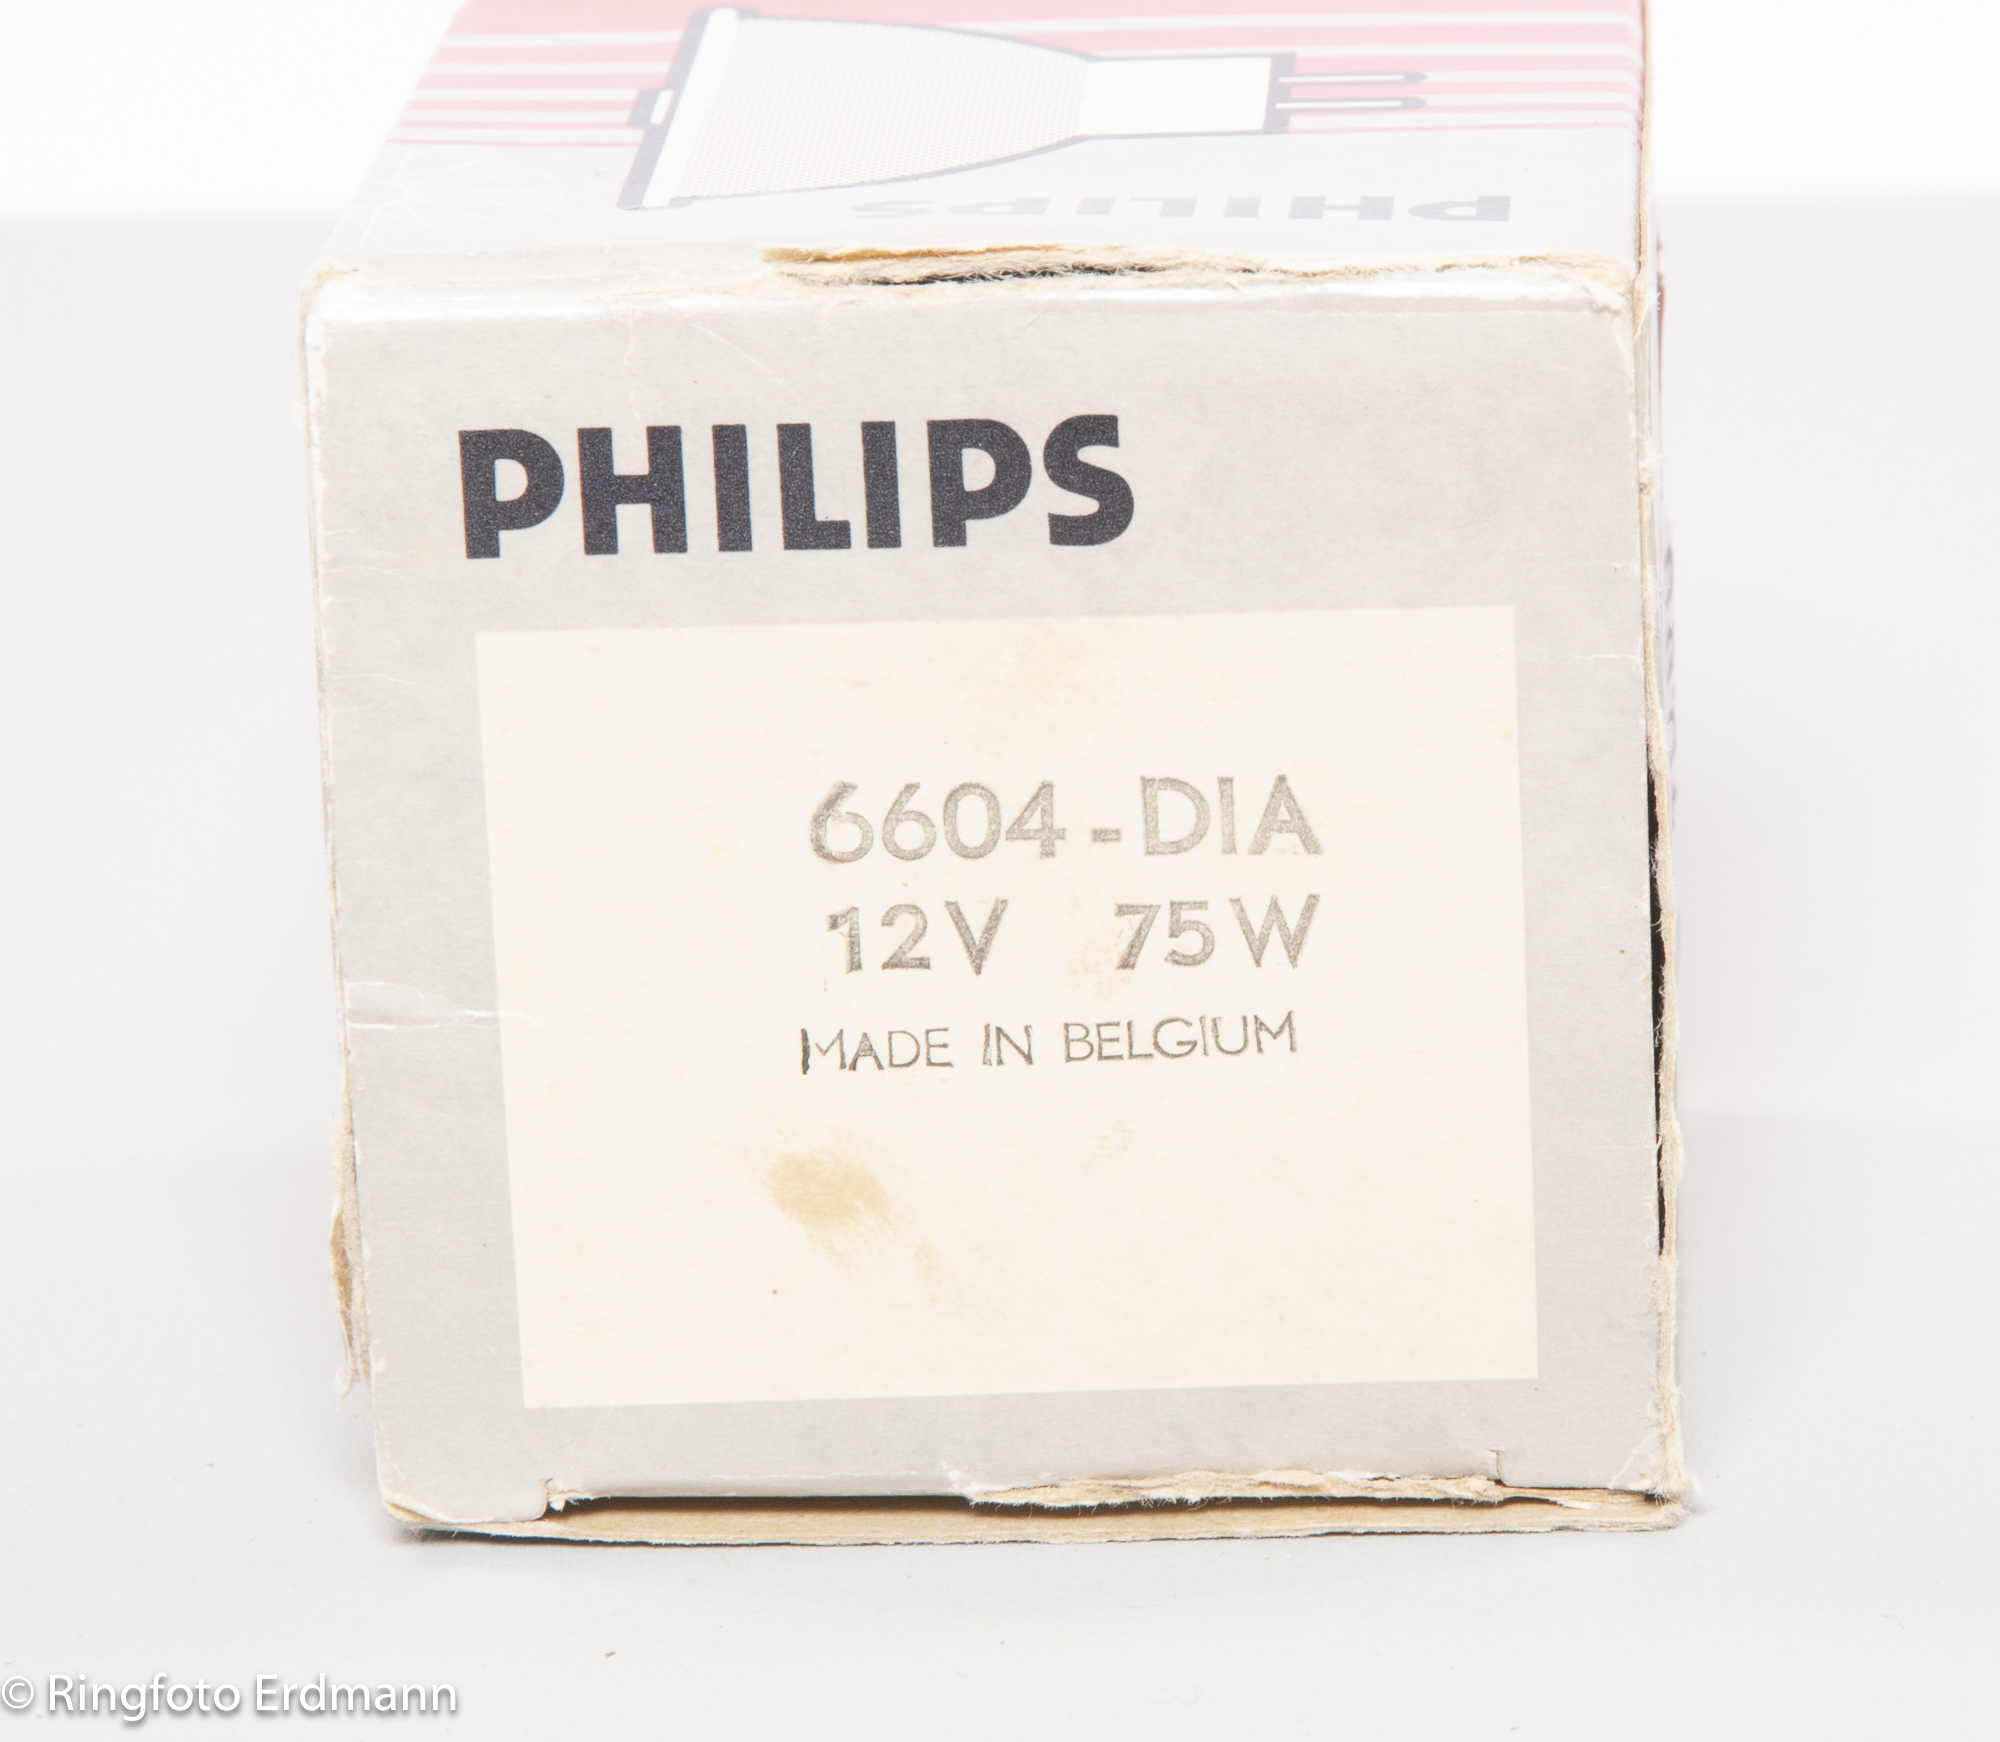 PHILIPS
PHILIPS
6604-DIA
12V 75W
MADE IN BELGIUM
© Ringfoto Erdmann